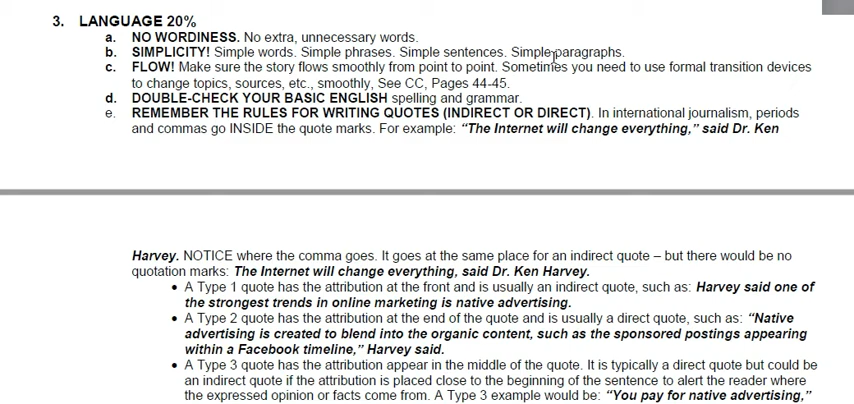 3. LANGUAGE 20%
a. NO WORDINESS. No extra, unnecessary words.
b. SIMPLICITY! Simple words. Simple phrases. Simple sentences. Simple paragraphs.
c. FLOW! Make sure the story flows smoothly from point to point. Sometimes you need to use formal transition devices
to change topics, sources, etc., smoothly, See CC, Pages 44-45.
d. DOUBLE-CHECK YOUR BASIC ENGLISH spelling and grammar.
e. REMEMBER THE RULES FOR WRITING QUOTES (INDIRECT OR DIRECT). In international journalism, periods
and commas go INSIDE the quote marks. For example: “The Internet will change everything,” said Dr. Ken
Harvey. NOTICE where the comma goes. It goes at the same place for an indirect quote – but there would be no
quotation marks: The Internet will change everything, said Dr. Ken Harvey.
• A Type 1 quote has the attribution at the front and is usually an indirect quote, such as: Harvey said one of
the strongest trends in online marketing is native advertising.
• A Type 2 quote has the attribution at the end of the quote and is usually a direct quote, such as: “Native
advertising is created to blend into the organic content, such as the sponsored postings appearing
within a Facebook timeline,” Harvey said.
• A Type 3 quote has the attribution appear in the middle of the quote. It is typically a direct quote but could be
an indirect quote if the attribution is placed close to the beginning of the sentence to alert the reader where
the expressed opinion or facts come from. A Type 3 example would be: “You pay for native advertising,”